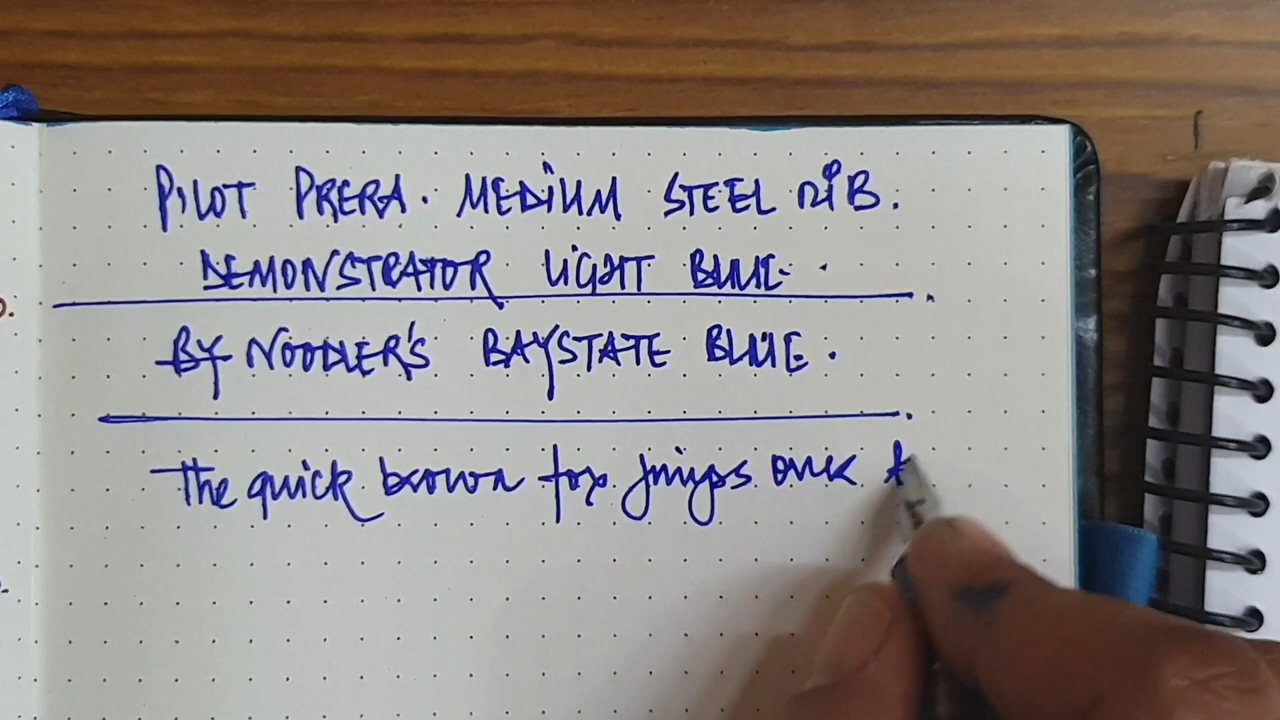 PILOT PRERA. MEDIUM STEEL NIB.
DEMONSTRATOR LIGHT BLUE.
BY NOODLER'S BAYSTATE BLUE.
The quick brown fox jumps over t